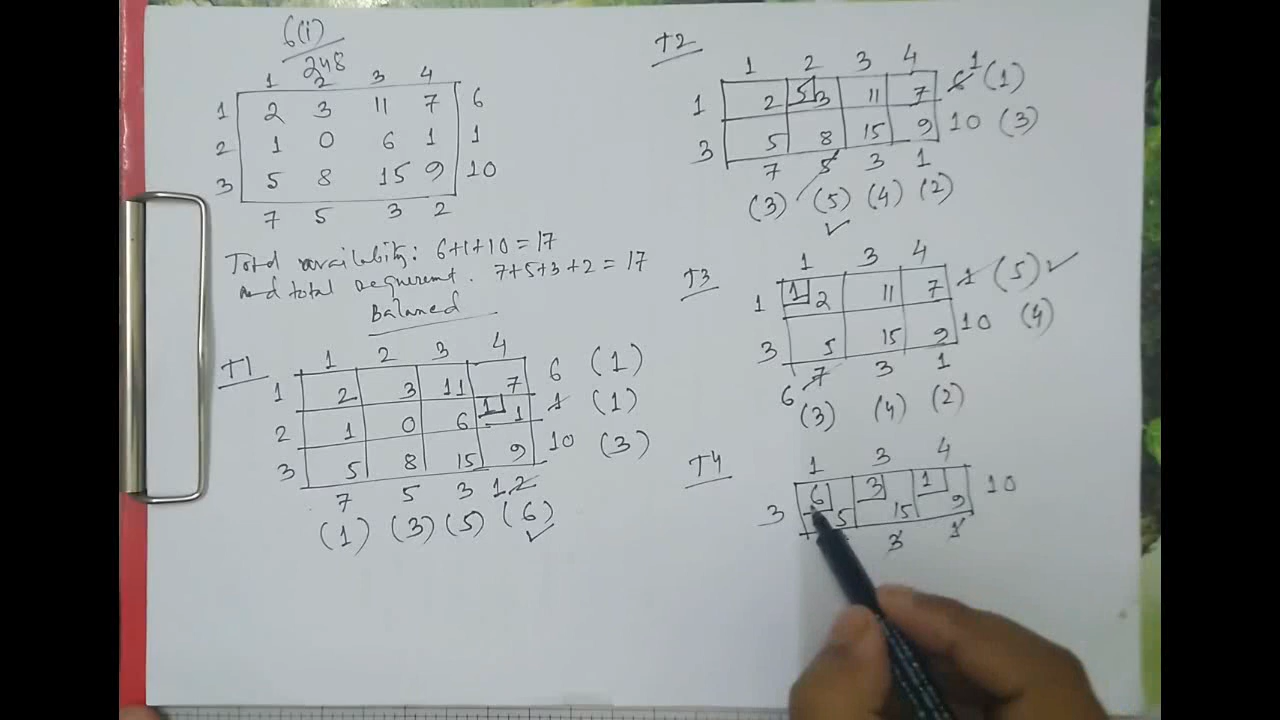 6(i)
248
1 2 3 4
1 2 3 11 7 6
2 1 0 6 1 1
3 5 8 15 9 10
7 5 3 2
Total availability: 6+1+10=17
and total requirement. 7+5+3+2=17
Balanced
T1
1 2 3 4
1 2 3 11 7 6 (1)
2 1 0 6 1 1 1 (1)
3 5 8 15 9 10 (3)
7 5 3 1 2
(1) (3) (5) (6) ✓
T2
1 2 3 4
1 2 5 3 11 7 6 1 (1)
3 5 8 15 9 10 (3)
7 5 3 1
(3) (5) (4) (2)
✓
T3
1 3 4
1 1 2 11 7 1 (5) ✓
3 5 15 9 10 (4)
6 7 3 1
(3) (4) (2)
T4
1 3 4
6 3 1 10
3 5 15 9
3 1